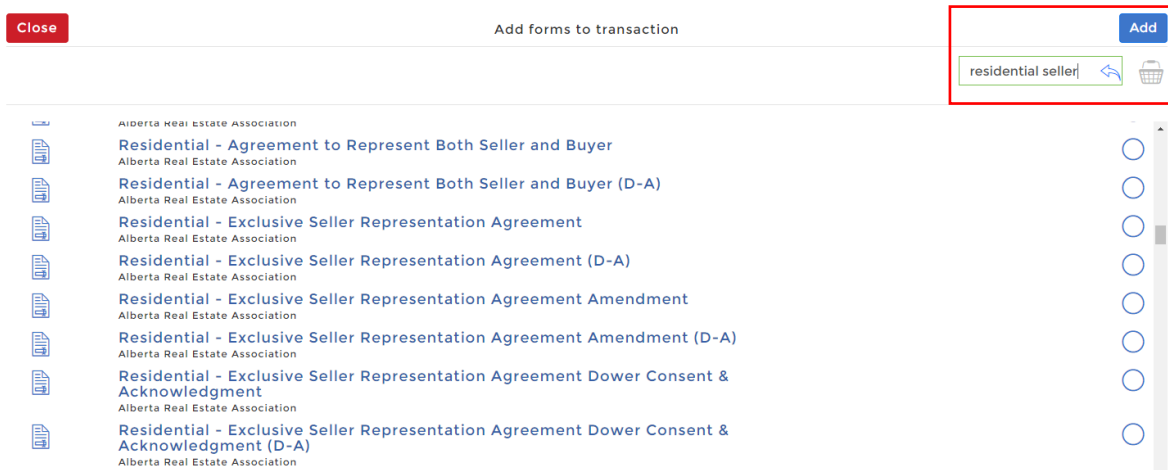 Close
Add forms to transaction
Add
residential seller
Alberta Real Estate Association
Residential - Agreement to Represent Both Seller and Buyer
Alberta Real Estate Association
Residential - Agreement to Represent Both Seller and Buyer (D-A)
Alberta Real Estate Association
Residential - Exclusive Seller Representation Agreement
Alberta Real Estate Association
Residential - Exclusive Seller Representation Agreement (D-A)
Alberta Real Estate Association
Residential - Exclusive Seller Representation Agreement Amendment
Alberta Real Estate Association
Residential - Exclusive Seller Representation Agreement Amendment (D-A)
Alberta Real Estate Association
Residential - Exclusive Seller Representation Agreement Dower Consent &
Acknowledgment
Alberta Real Estate Association
Residential - Exclusive Seller Representation Agreement Dower Consent &
Acknowledgment (D-A)
Alberta Real Estate Association